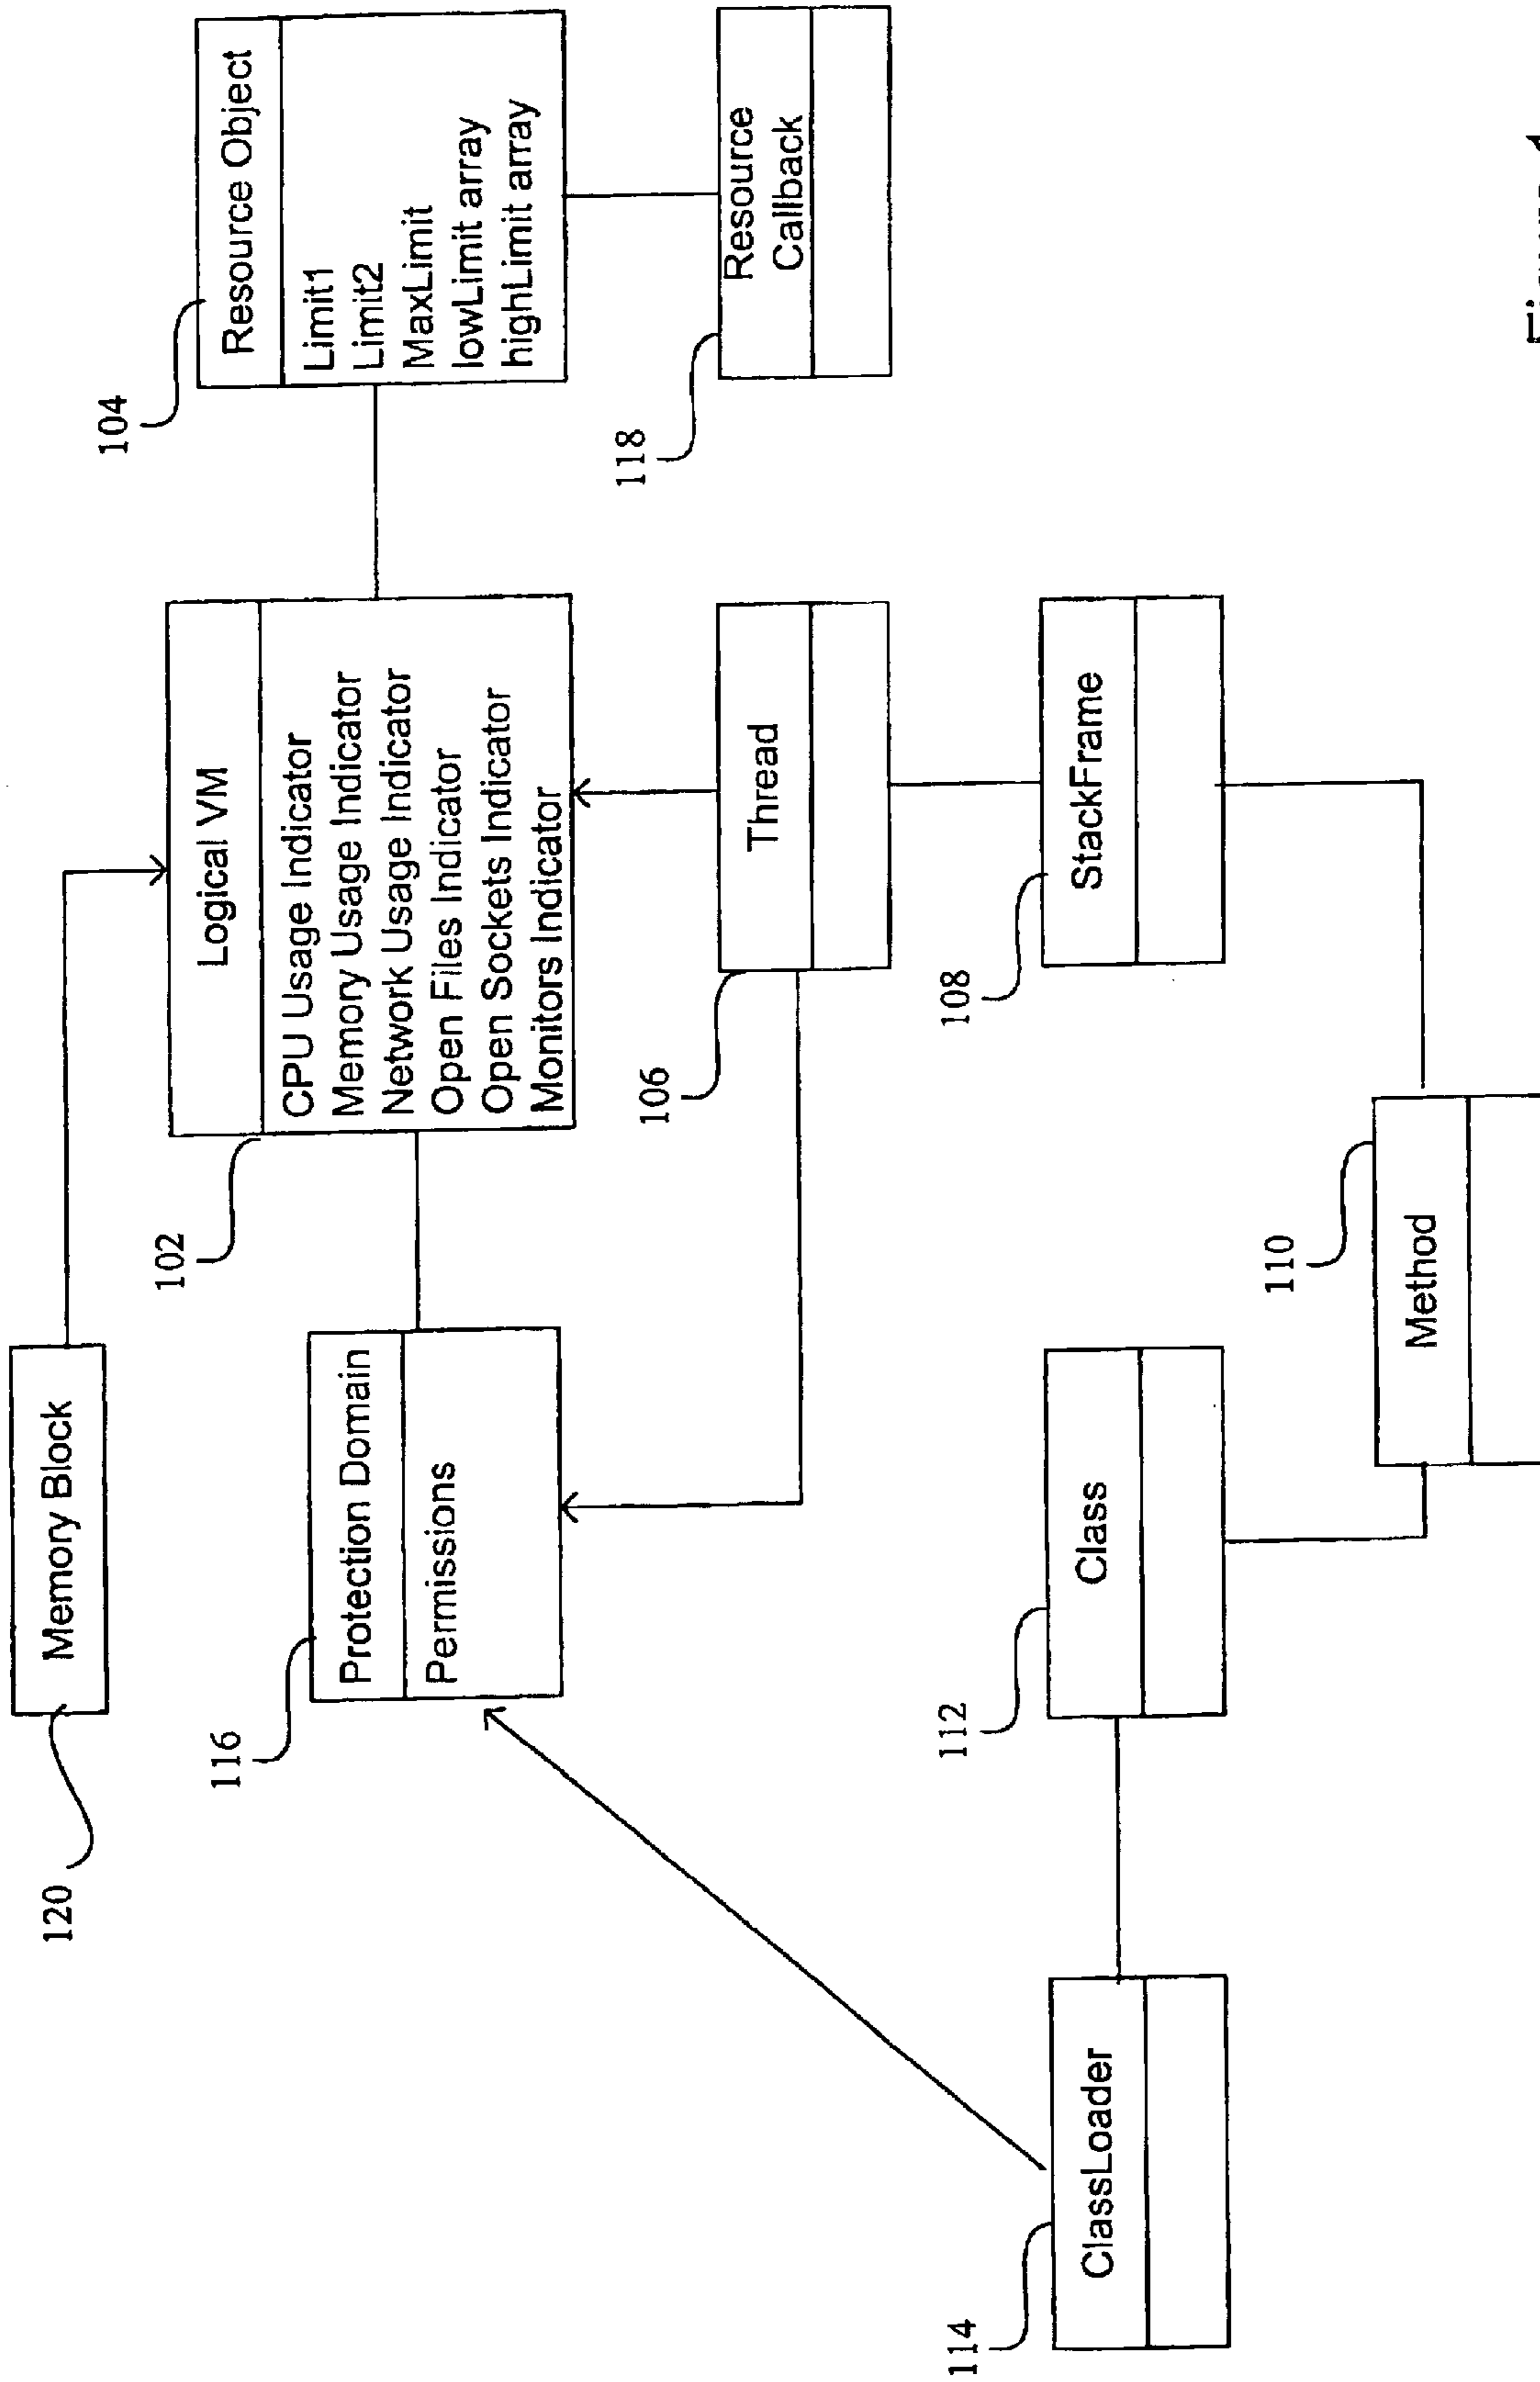 120
Memory Block
Logical VM
CPU Usage Indicator
Memory Usage Indicator
Network Usage Indicator
Open Files Indicator
Open Sockets Indicator
Monitors Indicator
102
104
Resource Object
Limit1
Limit2
MaxLimit
lowLimit array
highLimit array
116
Protection Domain
Permissions
106
Thread
118
Resource
Callback
114
ClassLoader
112
Class
108
StackFrame
110
Method